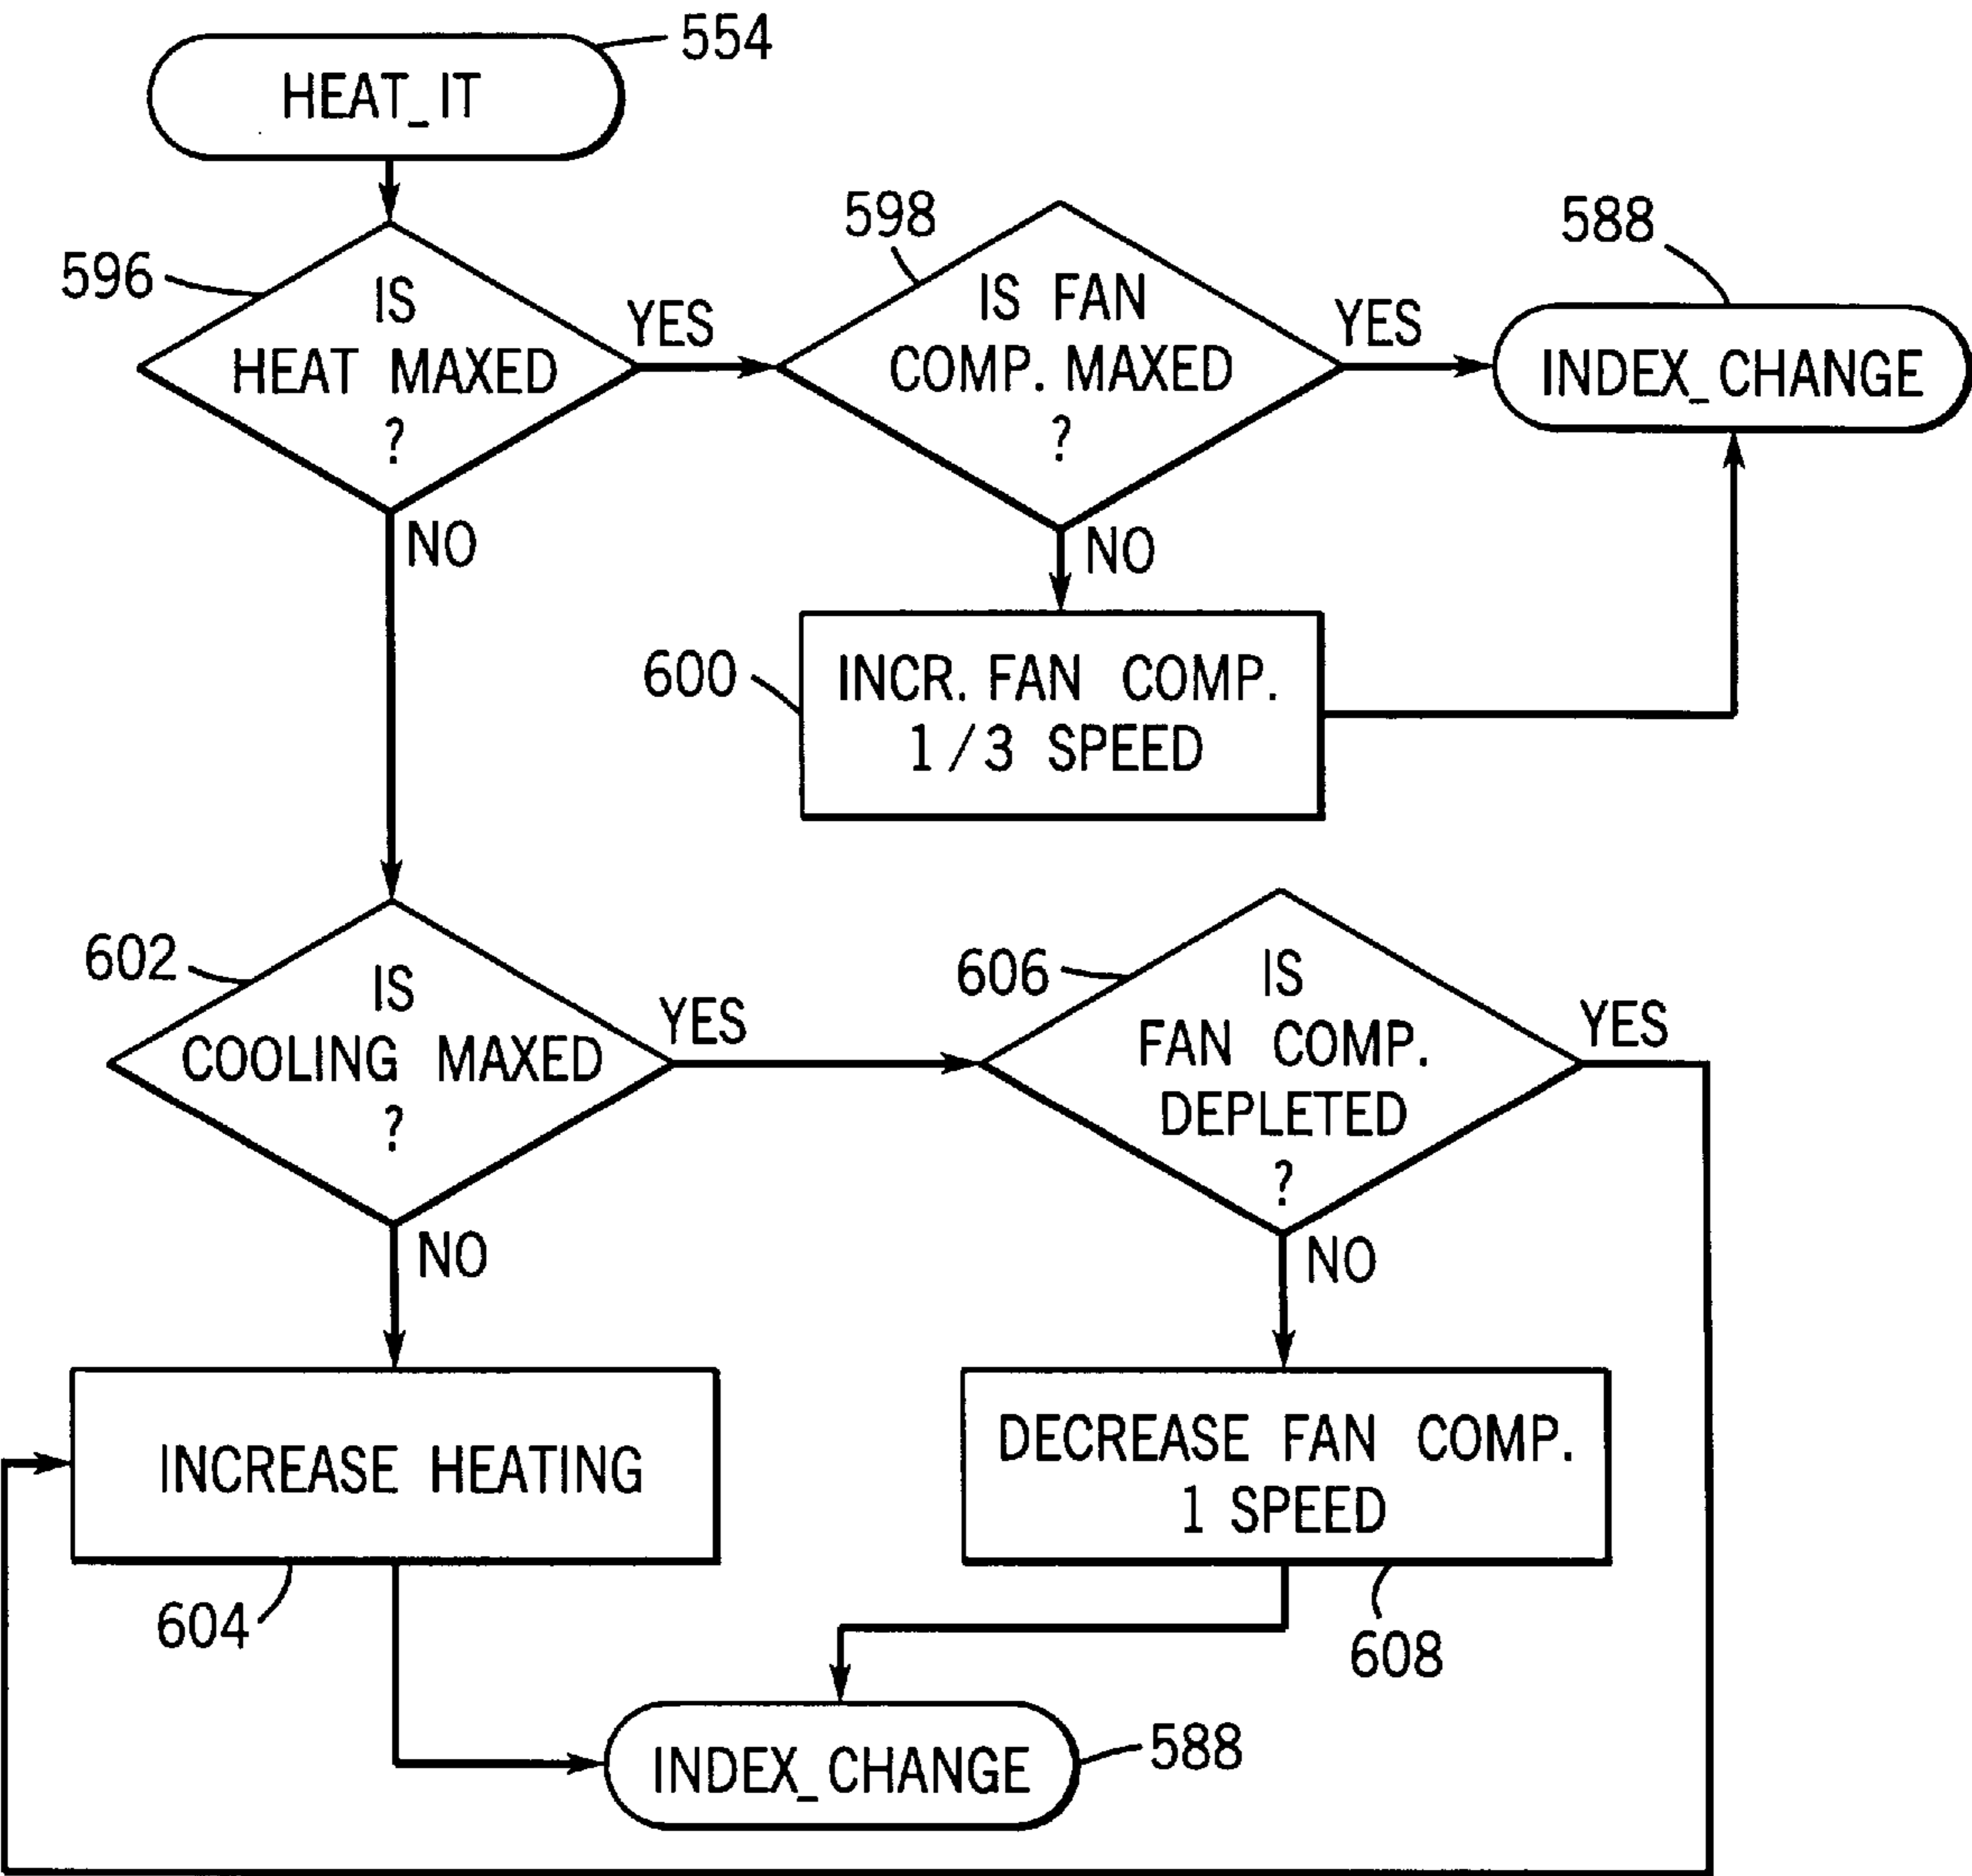 554
HEAT_IT
596
IS
HEAT MAXED
?
YES
NO
598
IS FAN
COMP. MAXED
?
YES
NO
588
INDEX_CHANGE
600
INCR. FAN COMP.
1/3 SPEED
602
IS
COOLING MAXED
?
YES
NO
606
IS
FAN COMP.
DEPLETED
?
YES
NO
INCREASE HEATING
604
DECREASE FAN COMP.
1 SPEED
608
INDEX_CHANGE
588